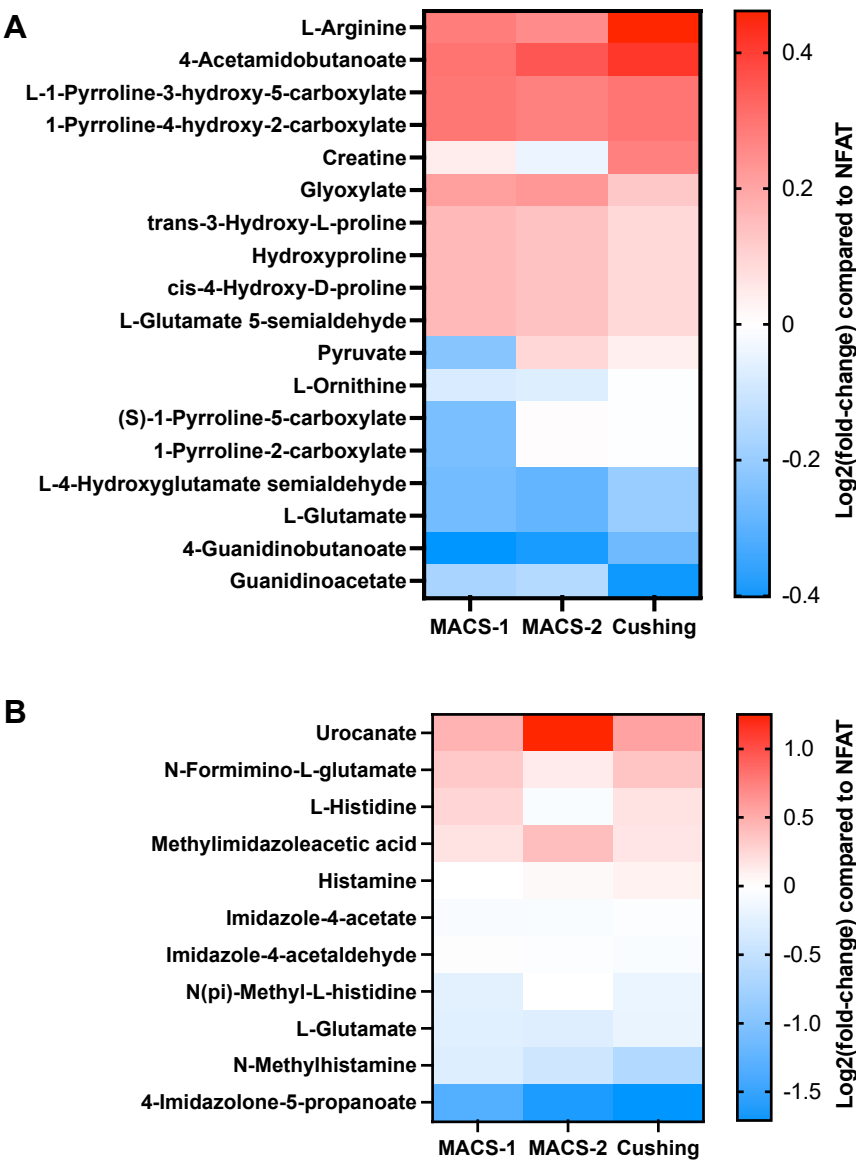 A
L-Arginine
4-Acetamidobutanoate
L-1-Pyrroline-3-hydroxy-5-carboxylate
1-Pyrroline-4-hydroxy-2-carboxylate
Creatine
Glyoxylate
trans-3-Hydroxy-L-proline
Hydroxyproline
cis-4-Hydroxy-D-proline
L-Glutamate 5-semialdehyde
Pyruvate
L-Ornithine
(S)-1-Pyrroline-5-carboxylate
1-Pyrroline-2-carboxylate
L-4-Hydroxyglutamate semialdehyde
L-Glutamate
4-Guanidinobutanoate
Guanidinoacetate
MACS-1 MACS-2 Cushing
0.4
0.2
0
-0.2
-0.4
Log2(fold-change) compared to NFAT
B
Urocanate
N-Formimino-L-glutamate
L-Histidine
Methylimidazoleacetic acid
Histamine
Imidazole-4-acetate
Imidazole-4-acetaldehyde
N(pi)-Methyl-L-histidine
L-Glutamate
N-Methylhistamine
4-Imidazolone-5-propanoate
MACS-1 MACS-2 Cushing
1.0
0.5
0
-0.5
-1.0
-1.5
Log2(fold-change) compared to NFAT